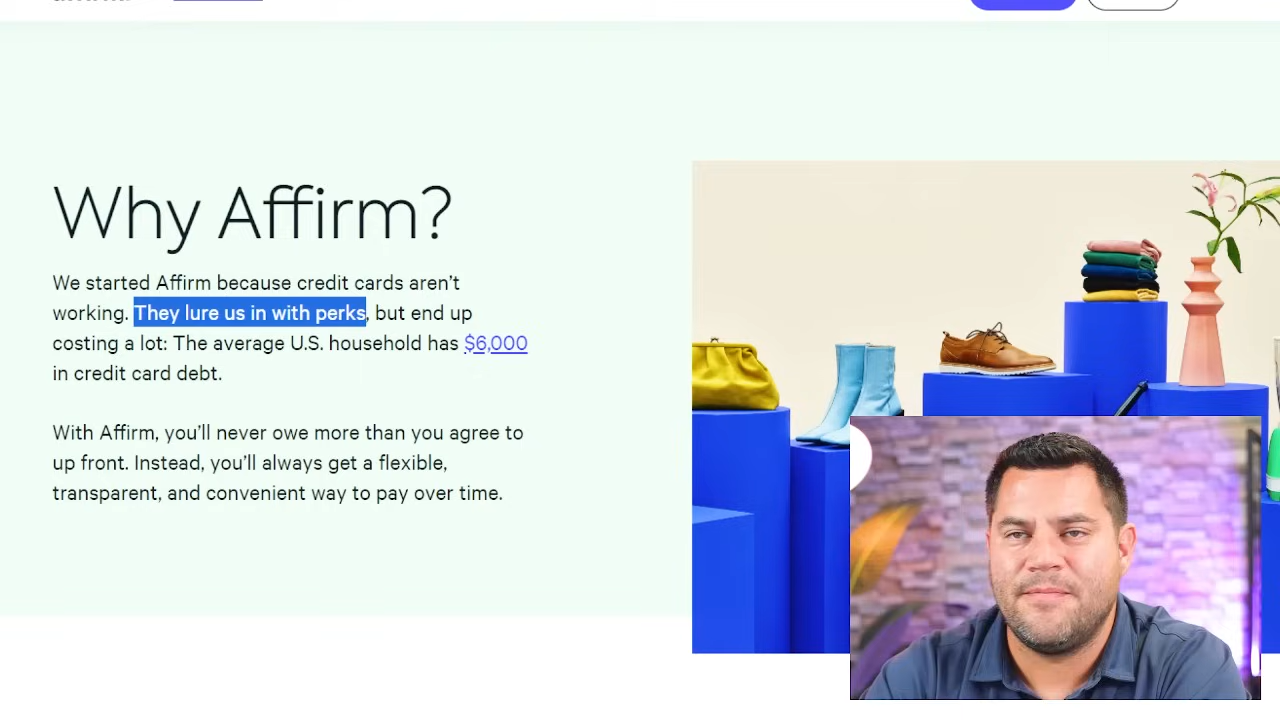 Why Affirm?
We started Affirm because credit cards aren't
working. They lure us in with perks, but end up
costing a lot: The average U.S. household has $6,000
in credit card debt.
With Affirm, you'll never owe more than you agree to
up front. Instead, you'll always get a flexible,
transparent, and convenient way to pay over time.